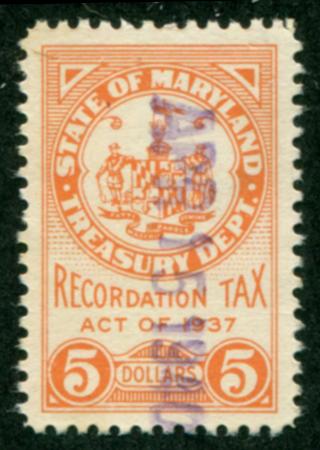 STATE OF MARYLAND
TREASURY DEPT.
RECORDATION TAX
ACT OF 1937
5 DOLLARS 5